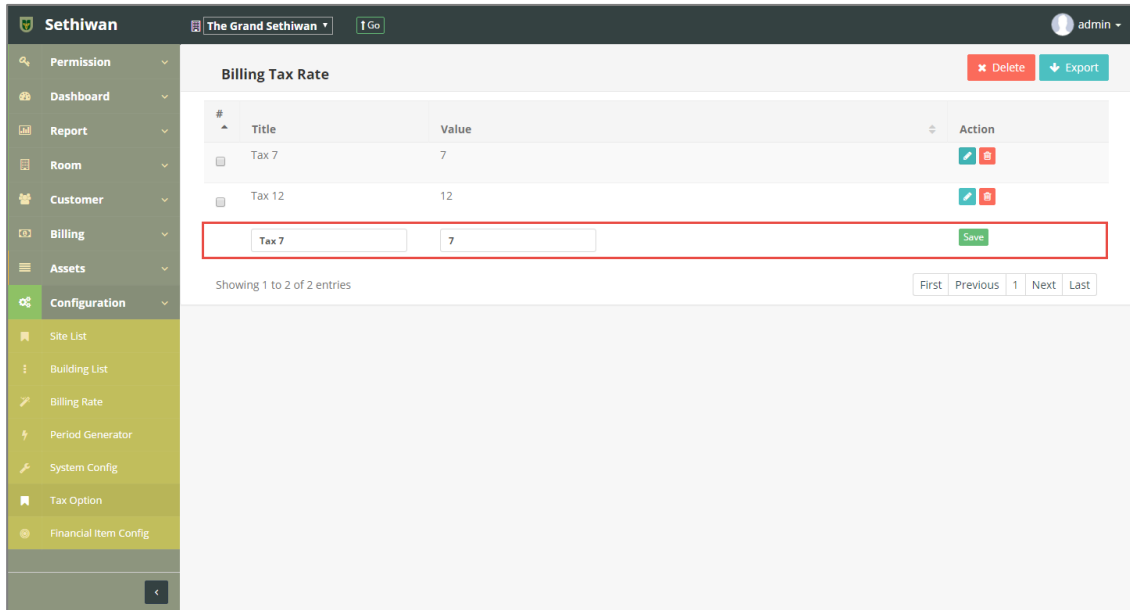 Sethiwan
The Grand Sethiwan
Go
admin
Permission
Dashboard
Report
Room
Customer
Billing
Assets
Configuration
Site List
Building List
Billing Rate
Period Generator
System Config
Tax Option
Financial Item Config
Billing Tax Rate
Delete
Export
# Title Value Action
Tax 7 7
Tax 12 12
Tax 7 7 Save
Showing 1 to 2 of 2 entries
First Previous 1 Next Last